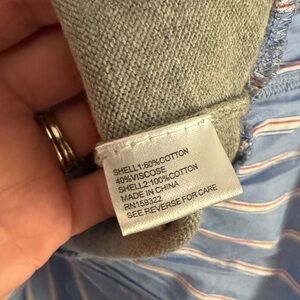 SHELL1:60%COTTON
40%VISCOSE
SHELL2:100%COTTON
MADE IN CHINA
RN159322
SEE REVERSE FOR CARE